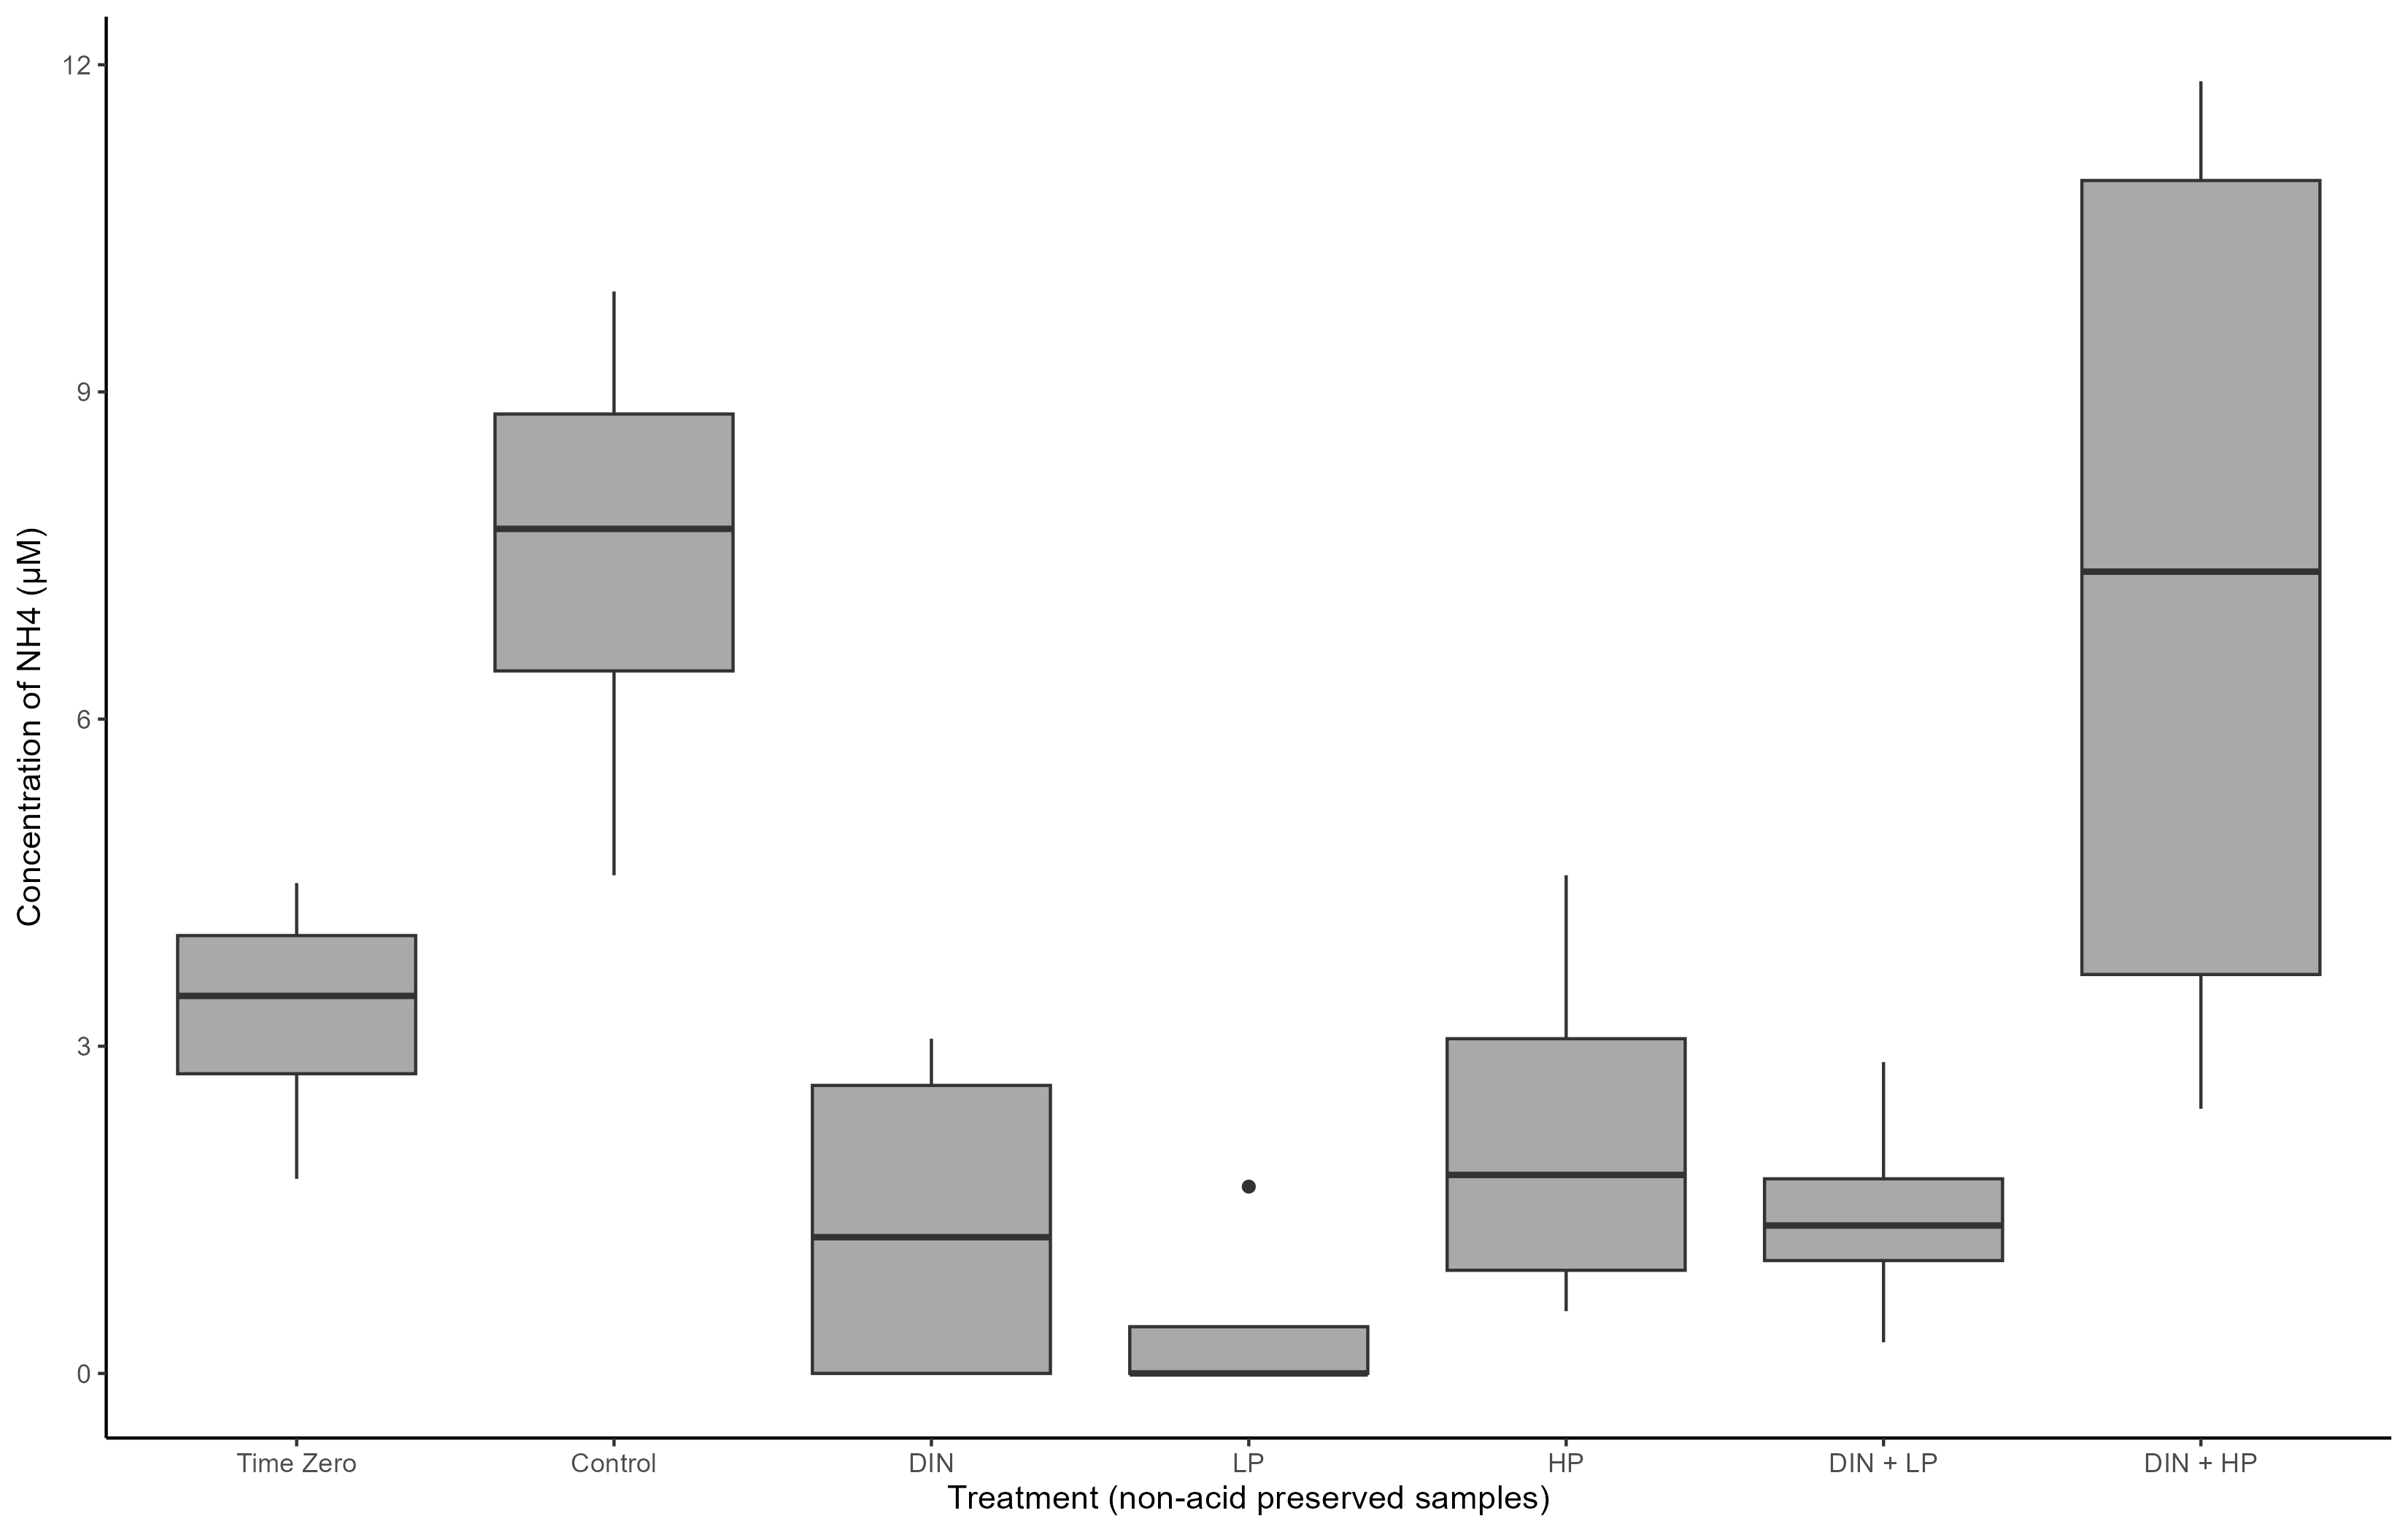 Concentration of NH4 (µM)
12
9
6
3
0
Time Zero Control DIN LP HP DIN + LP DIN + HP
Treatment (non-acid preserved samples)